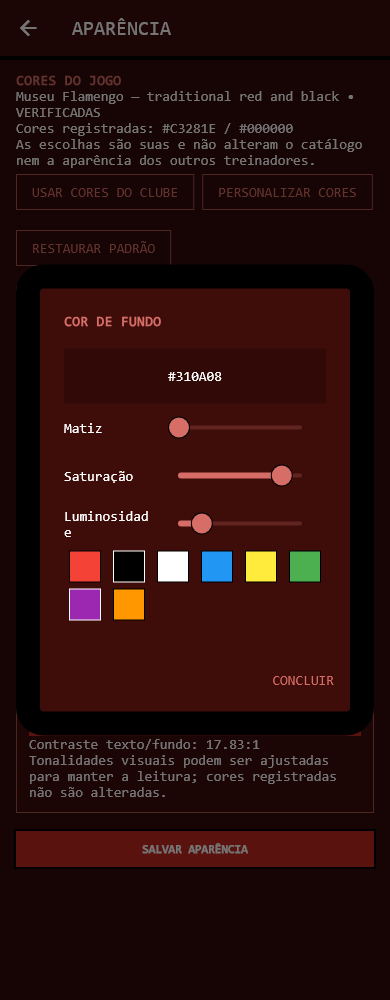 APARÊNCIA
CORES DO JOGO
Museu Flamengo — traditional red and black •
VERIFICADAS
Cores registradas: #C3281E / #000000
As escolhas são suas e não alteram o catálogo
nem a aparência dos outros treinadores.
USAR CORES DO CLUBE
PERSONALIZAR CORES
RESTAURAR PADRÃO
COR DE FUNDO
#310A08
Matiz
Saturação
Luminosidad
e
CONCLUIR
Contraste texto/fundo: 17.83:1
Tonalidades visuais podem ser ajustadas
para manter a leitura; cores registradas
não são alteradas.
SALVAR APARÊNCIA